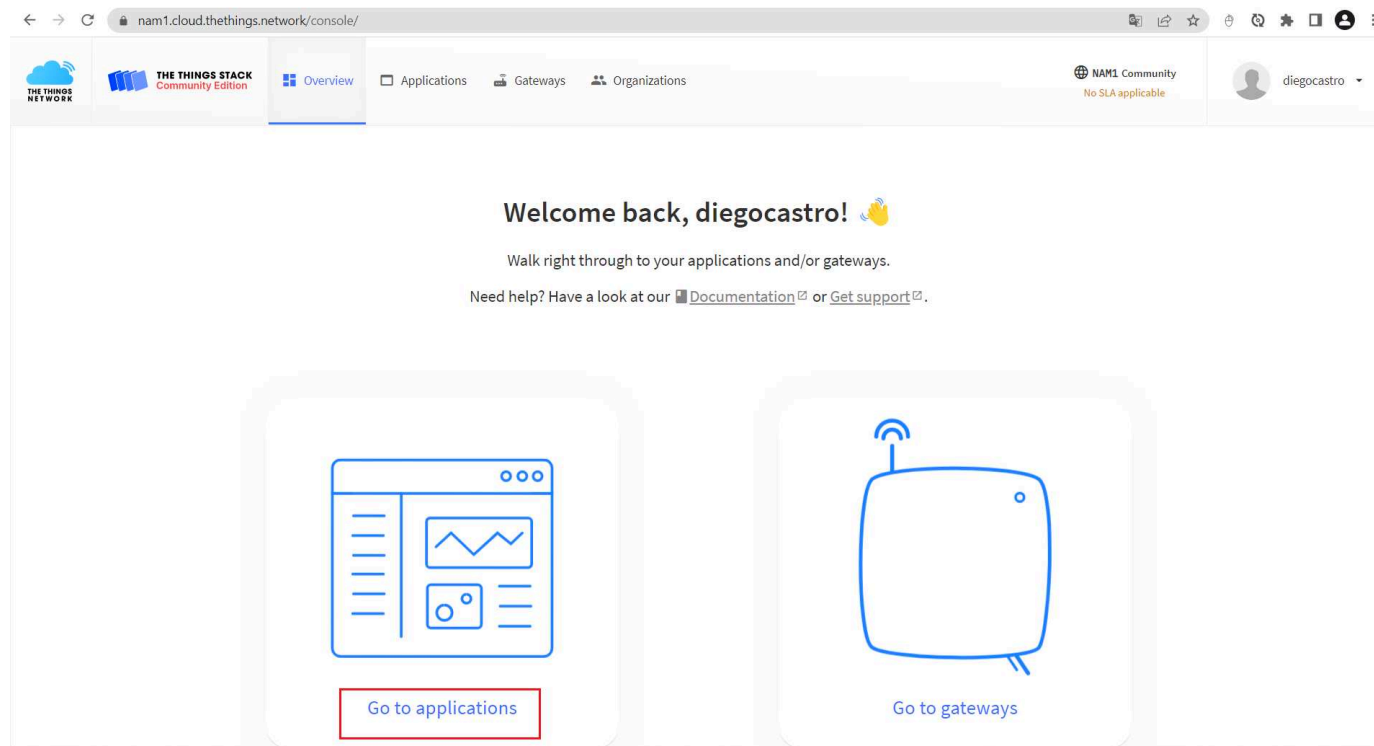 nam1.cloud.thethings.network/console/
THE THINGS
NETWORK
THE THINGS STACK
Community Edition
Overview
Applications
Gateways
Organizations
NAM1 Community
No SLA applicable
diegocastro
Welcome back, diegocastro! 👋
Walk right through to your applications and/or gateways.
Need help? Have a look at our Documentation or Get support.
Go to applications
Go to gateways